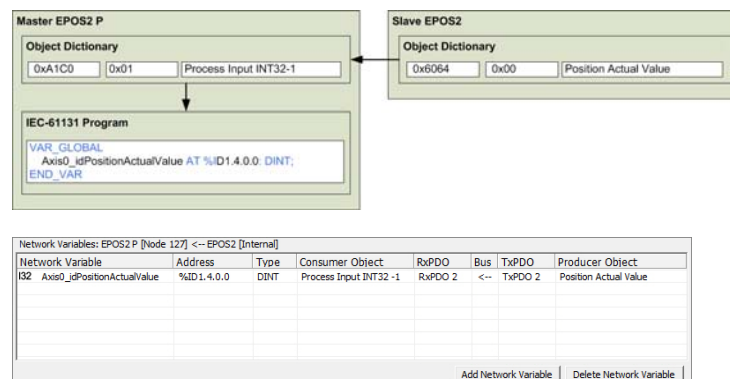 Master EPOS2 P
Slave EPOS2
Object Dictionary
Object Dictionary
0xA1C0 0x01 Process Input INT32-1
0x6064 0x00 Position Actual Value
IEC-61131 Program
VAR_GLOBAL
Axis0_idPositionActualValue AT %ID1.4.0.0: DINT;
END_VAR
Network Variables: EPOS2 P [Node 127] <-- EPOS2 [Internal]
Network Variable Address Type Consumer Object RxPDO Bus TxPDO Producer Object
I32 Axis0_idPositionActualValue %ID1.4.0.0 DINT Process Input INT32 -1 RxPDO 2 <-- TxPDO 2 Position Actual Value
Add Network Variable Delete Network Variable